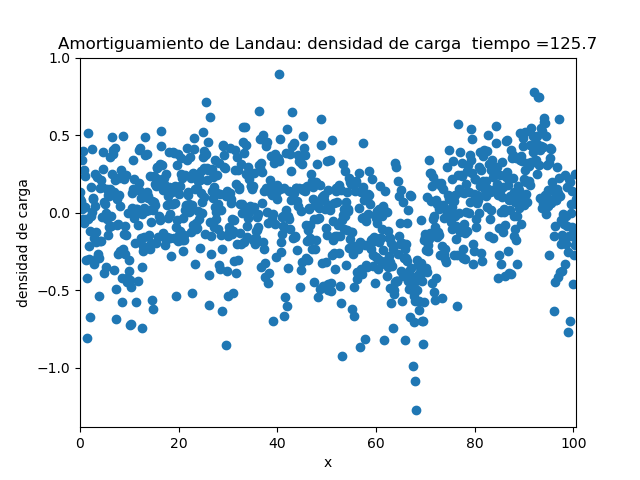 Amortiguamiento de Landau: densidad de carga  tiempo =125.7
1.0
0.5
0.0
−0.5
−1.0
densidad de carga
0 20 40 60 80 100
x